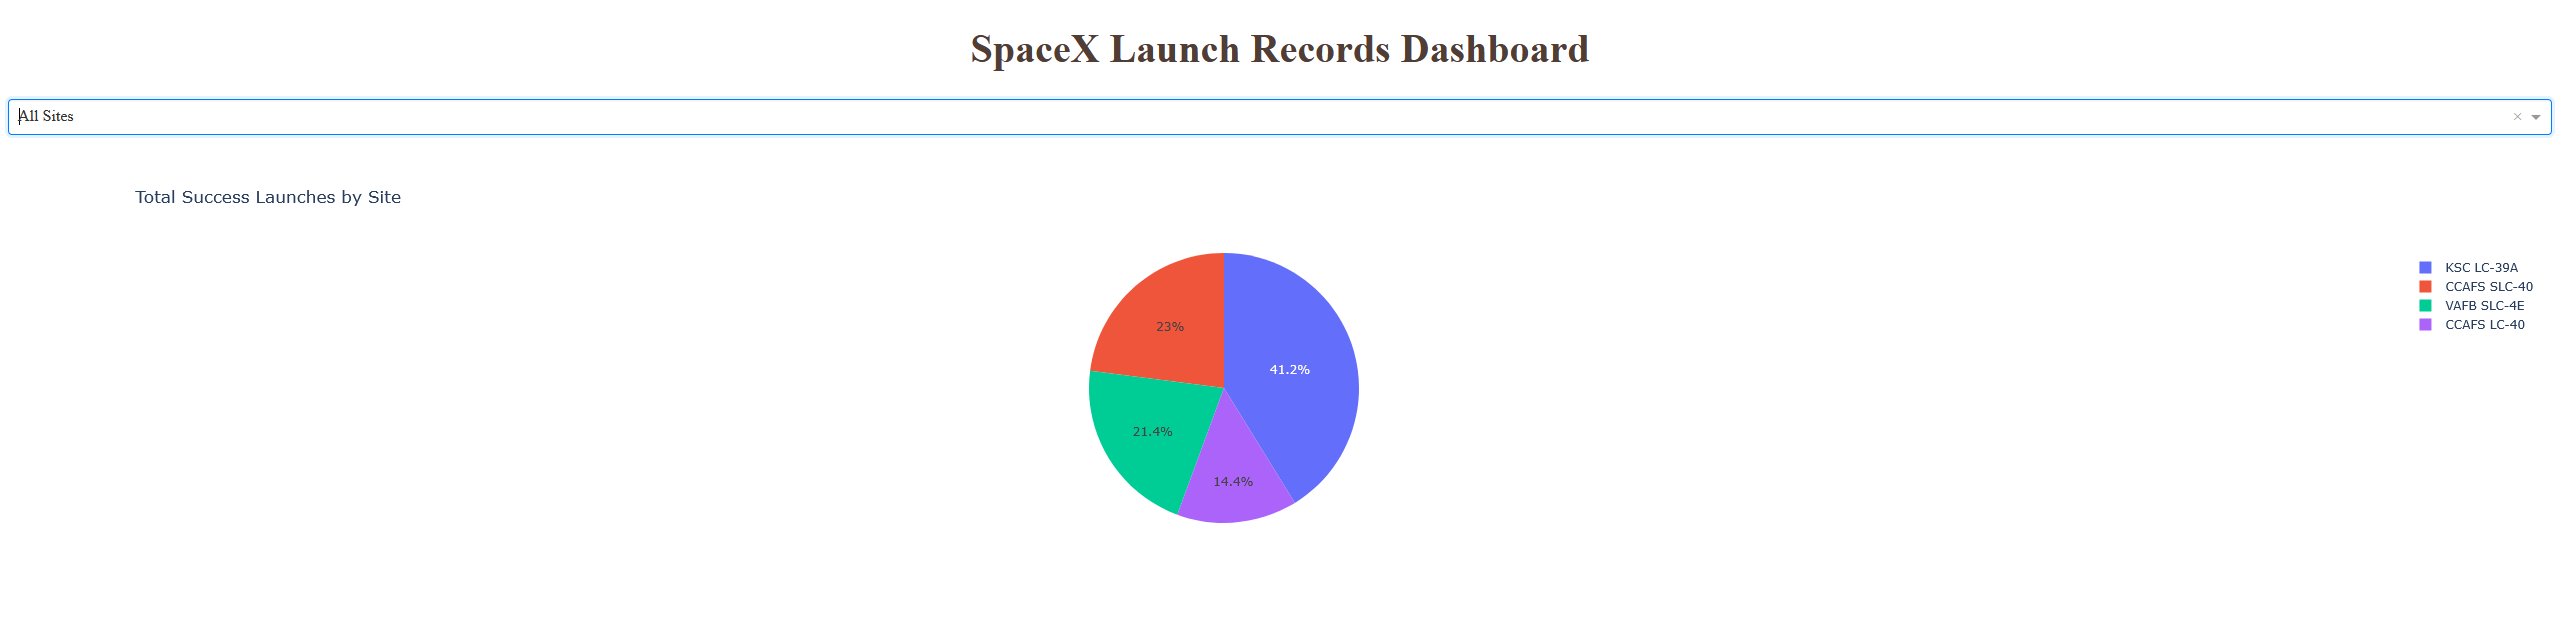 SpaceX Launch Records Dashboard
All Sites
Total Success Launches by Site
KSC LC-39A
CCAFS SLC-40
VAFB SLC-4E
CCAFS LC-40
23%
41.2%
21.4%
14.4%